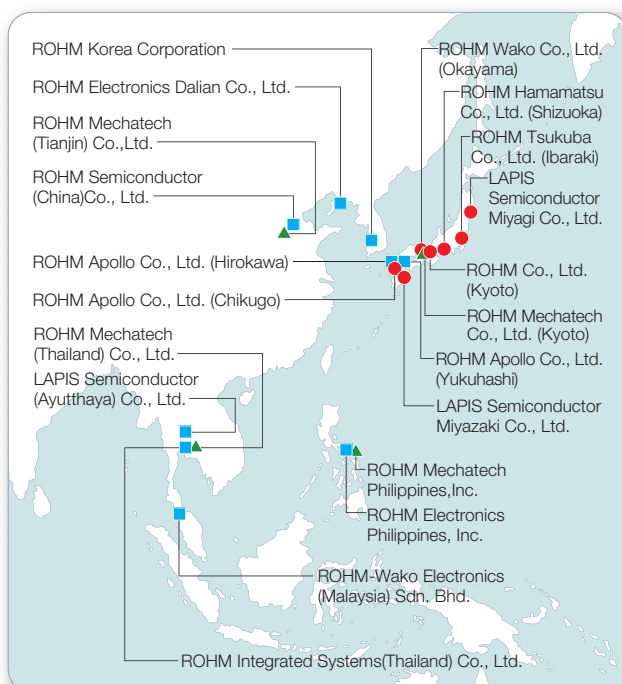 ROHM Korea Corporation
ROHM Electronics Dalian Co., Ltd.
ROHM Mechatech
(Tianjin) Co.,Ltd.
ROHM Semiconductor
(China)Co., Ltd.
ROHM Apollo Co., Ltd. (Hirokawa)
ROHM Apollo Co., Ltd. (Chikugo)
ROHM Mechatech
(Thailand) Co., Ltd.
LAPIS Semiconductor
(Ayutthaya) Co., Ltd.
ROHM Wako Co., Ltd.
(Okayama)
ROHM Hamamatsu
Co., Ltd. (Shizuoka)
ROHM Tsukuba
Co., Ltd. (Ibaraki)
LAPIS
Semiconductor
Miyagi Co., Ltd.
ROHM Co., Ltd.
(Kyoto)
ROHM Mechatech
Co., Ltd. (Kyoto)
ROHM Apollo Co., Ltd.
(Yukuhashi)
LAPIS Semiconductor
Miyazaki Co., Ltd.
ROHM Mechatech
Philippines,Inc.
ROHM Electronics
Philippines, Inc.
ROHM-Wako Electronics
(Malaysia) Sdn. Bhd.
ROHM Integrated Systems(Thailand) Co., Ltd.